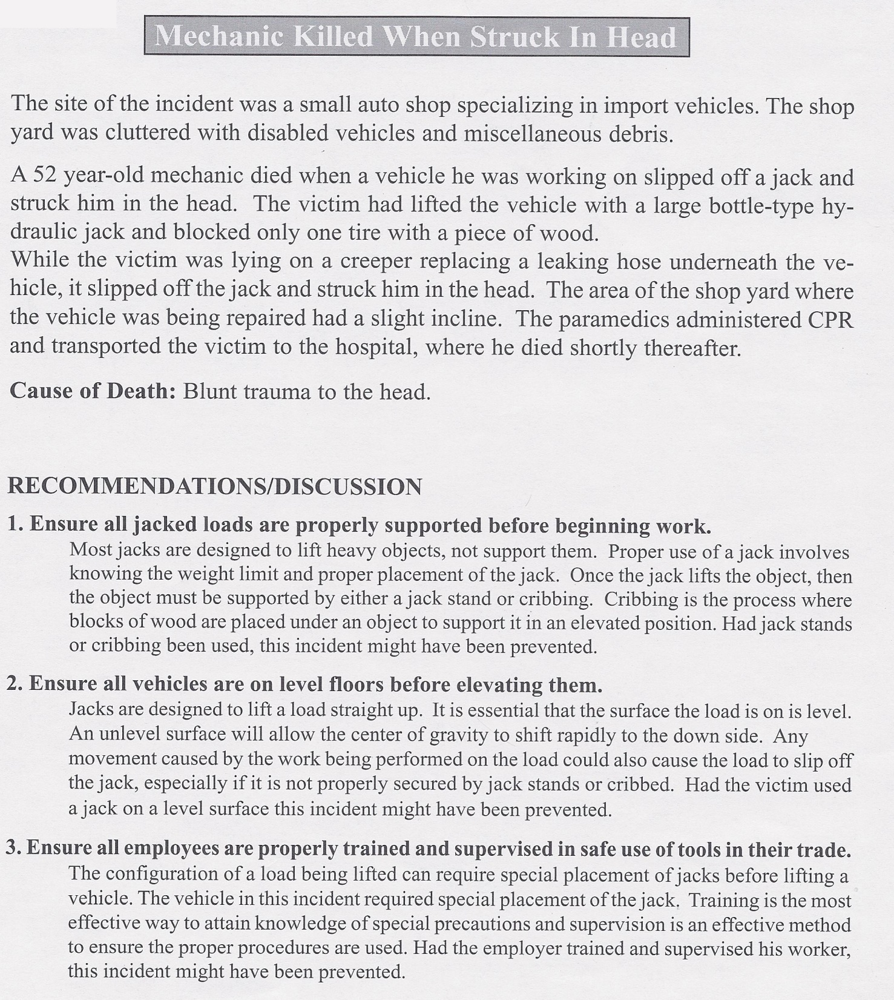 Mechanic Killed When Struck In Head
The site of the incident was a small auto shop specializing in import vehicles. The shop
yard was cluttered with disabled vehicles and miscellaneous debris.
A 52 year-old mechanic died when a vehicle he was working on slipped off a jack and
struck him in the head.  The victim had lifted the vehicle with a large bottle-type hy-
draulic jack and blocked only one tire with a piece of wood.
While the victim was lying on a creeper replacing a leaking hose underneath the ve-
hicle, it slipped off the jack and struck him in the head.  The area of the shop yard where
the vehicle was being repaired had a slight incline.  The paramedics administered CPR
and transported the victim to the hospital, where he died shortly thereafter.
Cause of Death: Blunt trauma to the head.
RECOMMENDATIONS/DISCUSSION
1. Ensure all jacked loads are properly supported before beginning work.
Most jacks are designed to lift heavy objects, not support them.  Proper use of a jack involves
knowing the weight limit and proper placement of the jack.  Once the jack lifts the object, then
the object must be supported by either a jack stand or cribbing.  Cribbing is the process where
blocks of wood are placed under an object to support it in an elevated position. Had jack stands
or cribbing been used, this incident might have been prevented.
2. Ensure all vehicles are on level floors before elevating them.
Jacks are designed to lift a load straight up.  It is essential that the surface the load is on is level.
An unlevel surface will allow the center of gravity to shift rapidly to the down side.  Any
movement caused by the work being performed on the load could also cause the load to slip off
the jack, especially if it is not properly secured by jack stands or cribbed.  Had the victim used
a jack on a level surface this incident might have been prevented.
3. Ensure all employees are properly trained and supervised in safe use of tools in their trade.
The configuration of a load being lifted can require special placement of jacks before lifting a
vehicle. The vehicle in this incident required special placement of the jack.  Training is the most
effective way to attain knowledge of special precautions and supervision is an effective method
to ensure the proper procedures are used. Had the employer trained and supervised his worker,
this incident might have been prevented.